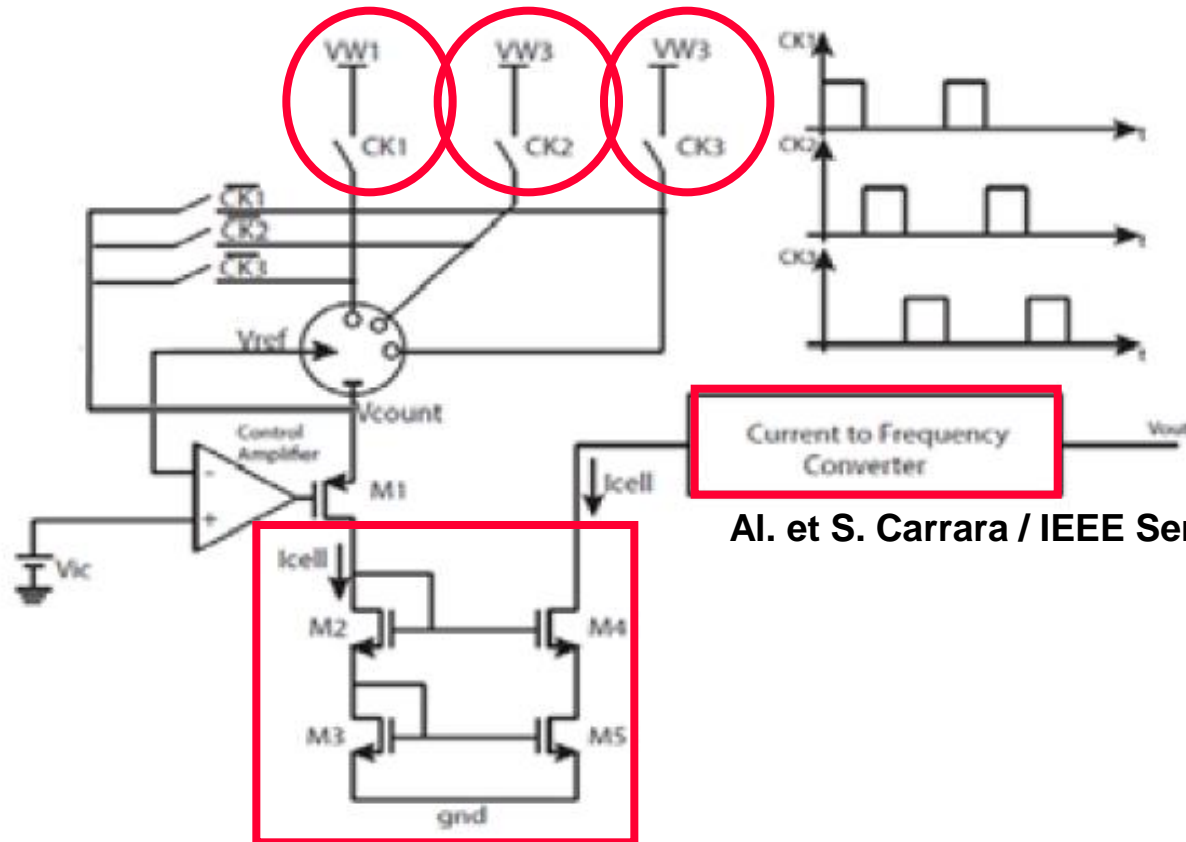 VW1
VW3
VW3
CK1
CK2
CK3
CK1
t
CK2
t
CK3
t
CK1
CK2
CK3
Vref
Vcount
Control
Amplifier
-
+
M1
Vic
Icell
M2
M3
M4
M5
gnd
Icell
Current to Frequency
Converter
Vout
Al. et S. Carrara / IEEE Ser